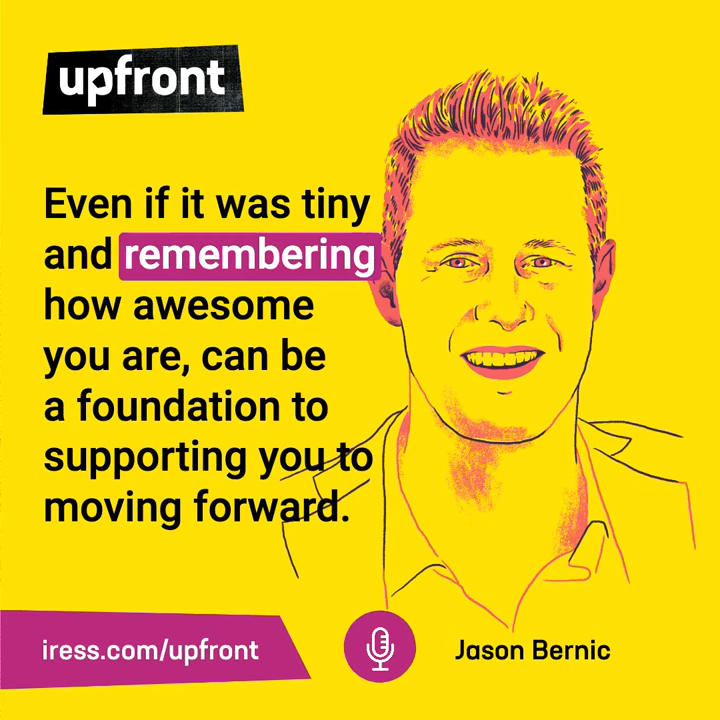 upfront
Even if it was tiny
and remembering
how awesome
you are, can be
a foundation to
supporting you to
moving forward.
iress.com/upfront
Jason Bernic